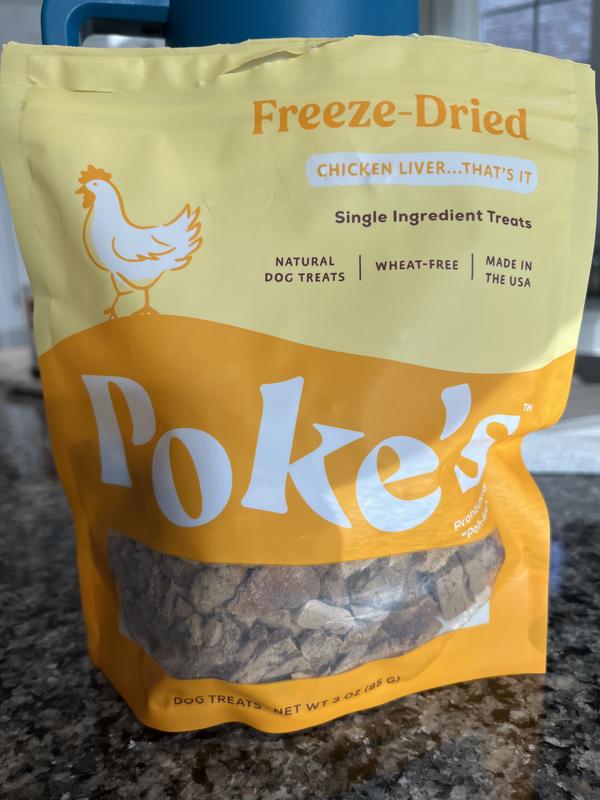 Freeze-Dried
CHICKEN LIVER...THAT'S IT
Single Ingredient Treats
NATURAL
DOG TREATS
WHEAT-FREE
MADE IN
THE USA
Poke's™
DOG TREATS · NET WT 3 OZ (85 G)